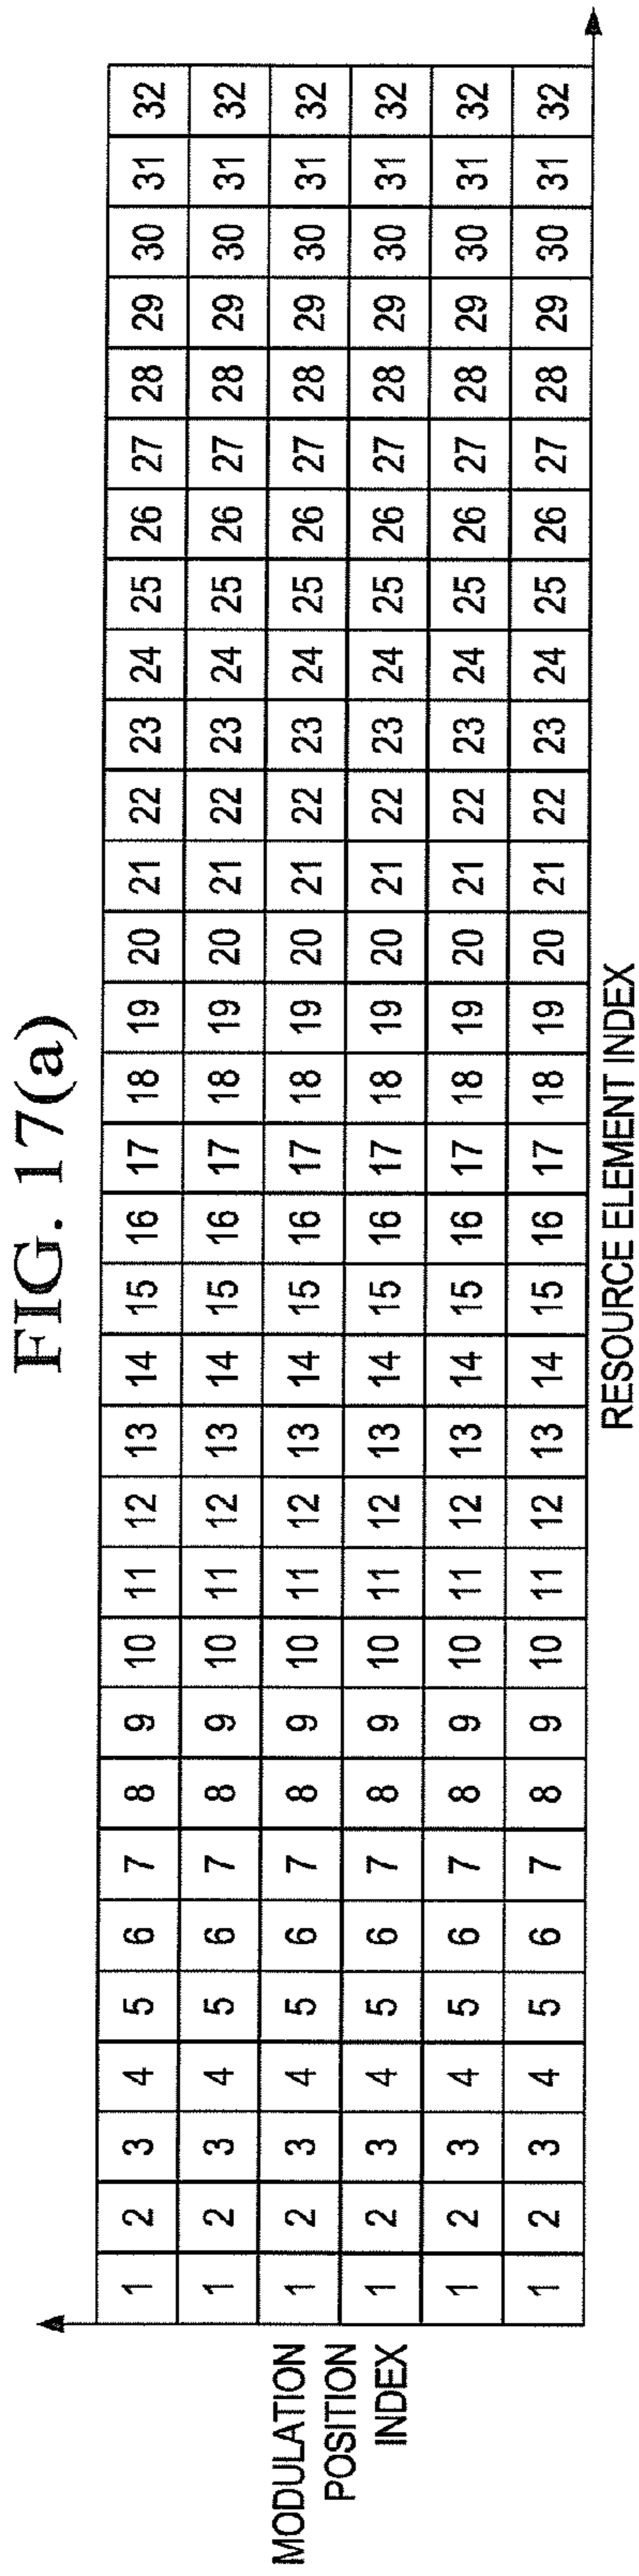 FIG. 17(a)
1 2 3 4 5 6 7 8 9 10 11 12 13 14 15 16 17 18 19 20 21 22 23 24 25 26 27 28 29 30 31 32
1 2 3 4 5 6 7 8 9 10 11 12 13 14 15 16 17 18 19 20 21 22 23 24 25 26 27 28 29 30 31 32
1 2 3 4 5 6 7 8 9 10 11 12 13 14 15 16 17 18 19 20 21 22 23 24 25 26 27 28 29 30 31 32
1 2 3 4 5 6 7 8 9 10 11 12 13 14 15 16 17 18 19 20 21 22 23 24 25 26 27 28 29 30 31 32
1 2 3 4 5 6 7 8 9 10 11 12 13 14 15 16 17 18 19 20 21 22 23 24 25 26 27 28 29 30 31 32
1 2 3 4 5 6 7 8 9 10 11 12 13 14 15 16 17 18 19 20 21 22 23 24 25 26 27 28 29 30 31 32
MODULATION
POSITION
INDEX
RESOURCE ELEMENT INDEX